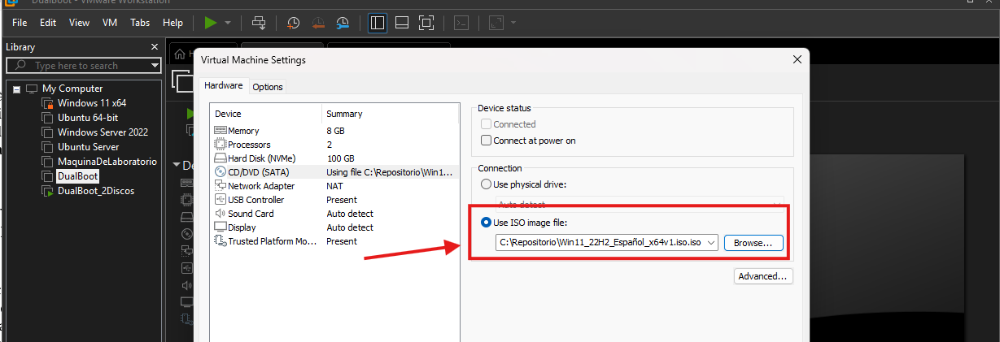 DualBoot - VMware Workstation
File Edit View VM Tabs Help
Library
Type here to search
My Computer
Windows 11 x64
Ubuntu 64-bit
Windows Server 2022
Ubuntu Server
MaquinaDeLaboratorio
DualBoot
DualBoot_2Discos
Virtual Machine Settings
Hardware Options
Device Summary
Memory 8 GB
Processors 2
Hard Disk (NVMe) 100 GB
CD/DVD (SATA) Using file C:\Repositorio\Win1...
Network Adapter NAT
USB Controller Present
Sound Card Auto detect
Display Auto detect
Trusted Platform Mo... Present
Device status
Connected
Connect at power on
Connection
Use physical drive:
Auto detect
Use ISO image file:
C:\Repositorio\Win11_22H2_Español_x64v1.iso.iso
Browse...
Advanced...